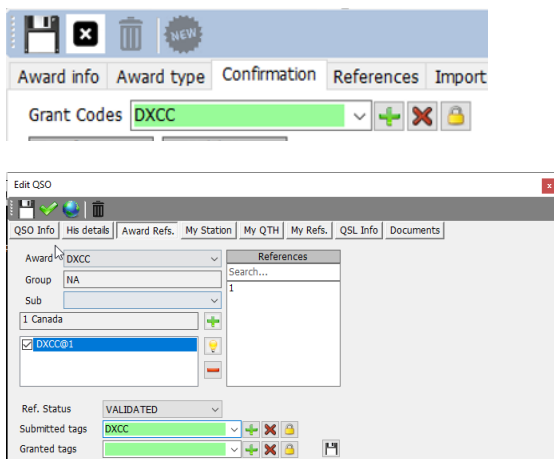 NEW
Award info Award type Confirmation References Import
Grant Codes DXCC
Edit QSO x
QSO Info His details Award Refs. My Station My QTH My Refs. QSL Info Documents
Award DXCC References
Group NA Search...
Sub 1
1 Canada
DXCC@1
Ref. Status VALIDATED
Submitted tags DXCC
Granted tags